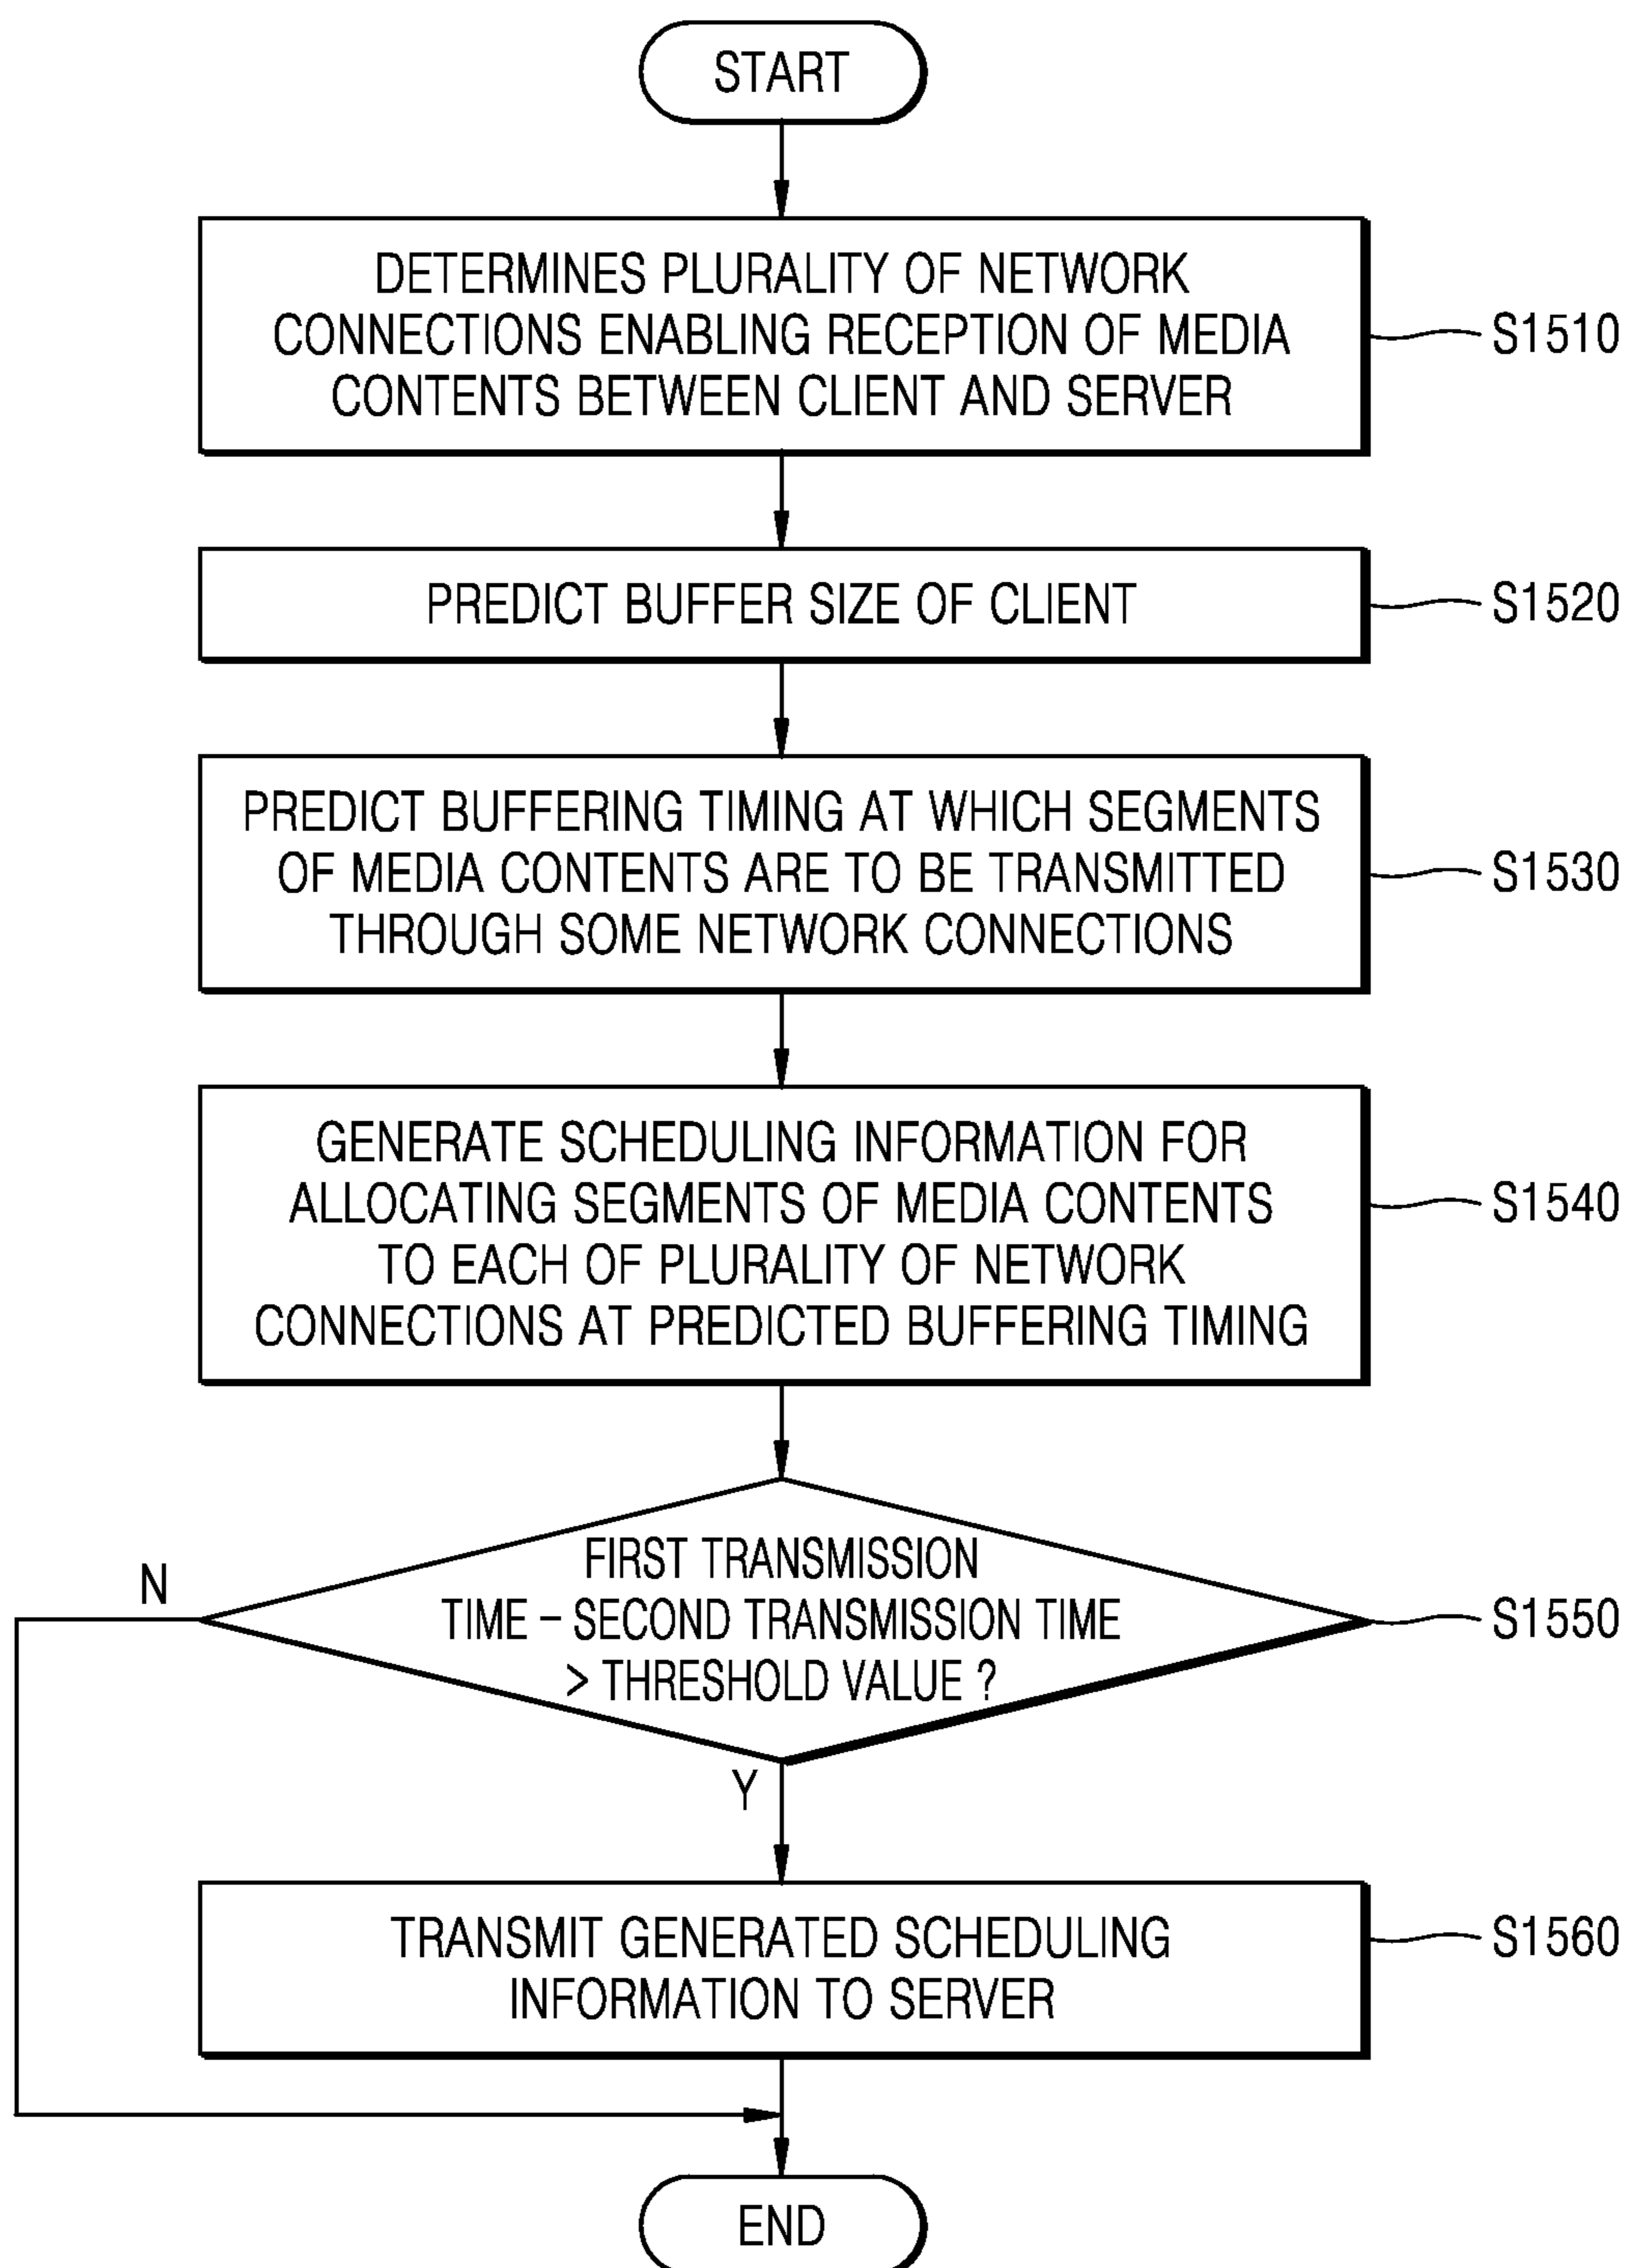 START
DETERMINES PLURALITY OF NETWORK
CONNECTIONS ENABLING RECEPTION OF MEDIA
CONTENTS BETWEEN CLIENT AND SERVER
S1510
PREDICT BUFFER SIZE OF CLIENT
S1520
PREDICT BUFFERING TIMING AT WHICH SEGMENTS
OF MEDIA CONTENTS ARE TO BE TRANSMITTED
THROUGH SOME NETWORK CONNECTIONS
S1530
GENERATE SCHEDULING INFORMATION FOR
ALLOCATING SEGMENTS OF MEDIA CONTENTS
TO EACH OF PLURALITY OF NETWORK
CONNECTIONS AT PREDICTED BUFFERING TIMING
S1540
FIRST TRANSMISSION
TIME – SECOND TRANSMISSION TIME
> THRESHOLD VALUE ?
S1550
N
Y
TRANSMIT GENERATED SCHEDULING
INFORMATION TO SERVER
S1560
END